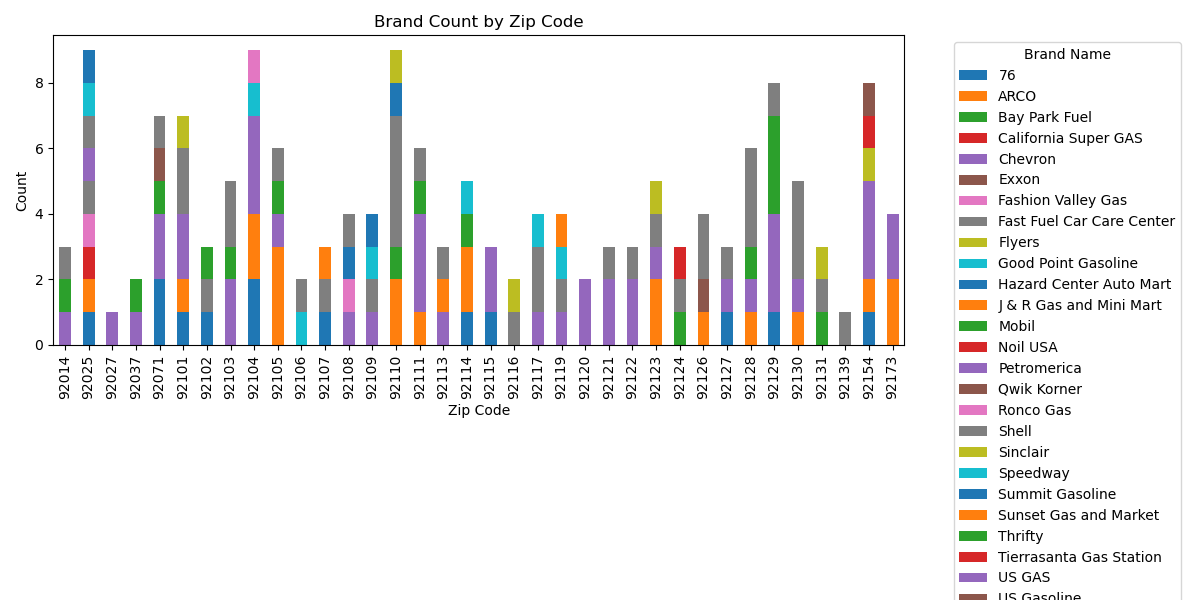 Brand Count by Zip Code
Count
8
6
4
2
0
92014
92025
92027
92037
92071
92101
92102
92103
92104
92105
92106
92107
92108
92109
92110
92111
92113
92114
92115
92116
92117
92119
92120
92121
92122
92123
92124
92126
92127
92128
92129
92130
92131
92139
92154
92173
Zip Code
Brand Name
76
ARCO
Bay Park Fuel
California Super GAS
Chevron
Exxon
Fashion Valley Gas
Fast Fuel Car Care Center
Flyers
Good Point Gasoline
Hazard Center Auto Mart
J & R Gas and Mini Mart
Mobil
Noil USA
Petromerica
Qwik Korner
Ronco Gas
Shell
Sinclair
Speedway
Summit Gasoline
Sunset Gas and Market
Thrifty
Tierrasanta Gas Station
US GAS
US Gasoline